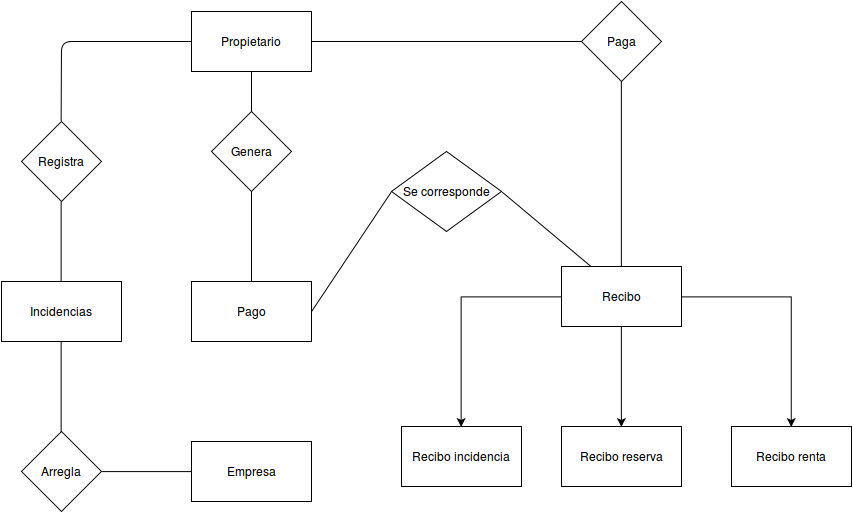 Propietario
Paga
Registra
Genera
Se corresponde
Incidencias
Pago
Recibo
Recibo incidencia
Recibo reserva
Recibo renta
Arregla
Empresa